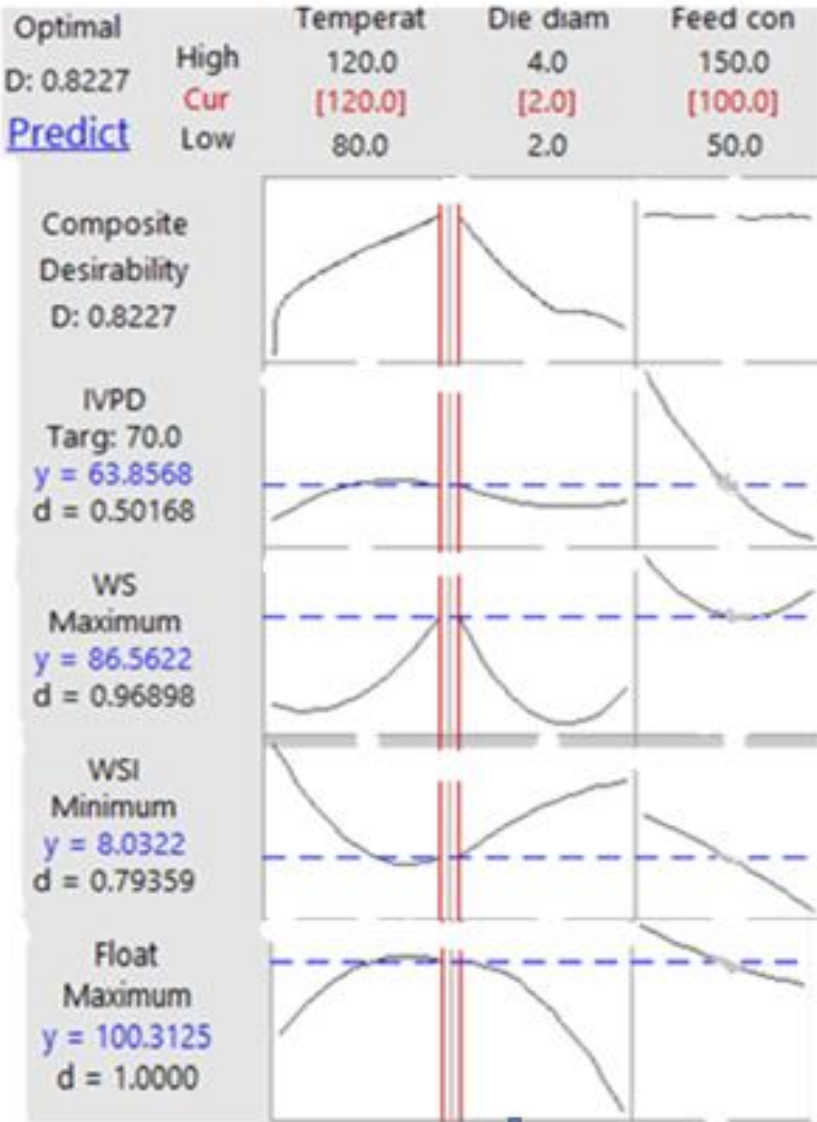 Optimal
D: 0.8227
Predict
Temperat Die diam Feed con
High 120.0 4.0 150.0
Cur [120.0] [2.0] [100.0]
Low 80.0 2.0 50.0
Composite
Desirability
D: 0.8227
IVPD
Targ: 70.0
y = 63.8568
d = 0.50168
WS
Maximum
y = 86.5622
d = 0.96898
WSI
Minimum
y = 8.0322
d = 0.79359
Float
Maximum
y = 100.3125
d = 1.0000